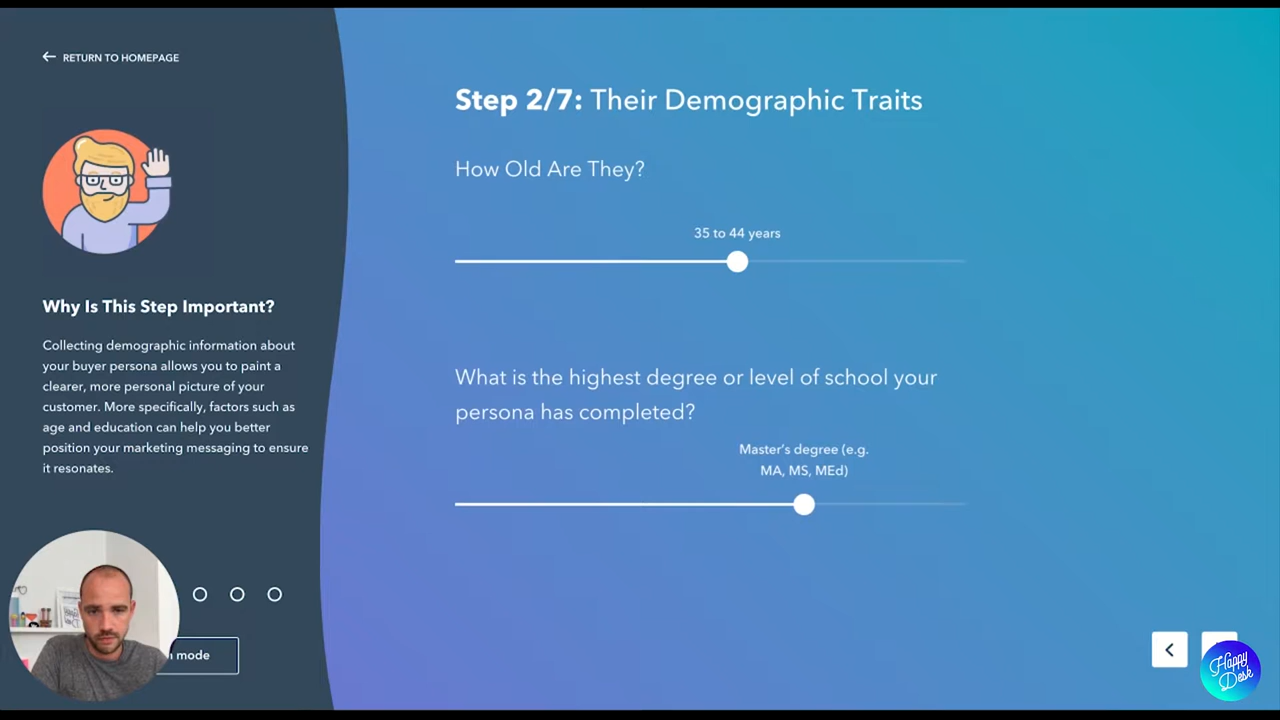 RETURN TO HOMEPAGE
Why Is This Step Important?
Collecting demographic information about
your buyer persona allows you to paint a
clearer, more personal picture of your
customer. More specifically, factors such as
age and education can help you better
position your marketing messaging to ensure
it resonates.
mode
Step 2/7: Their Demographic Traits
How Old Are They?
35 to 44 years
What is the highest degree or level of school your
persona has completed?
Master's degree (e.g.
MA, MS, MEd)
Happy
Desk